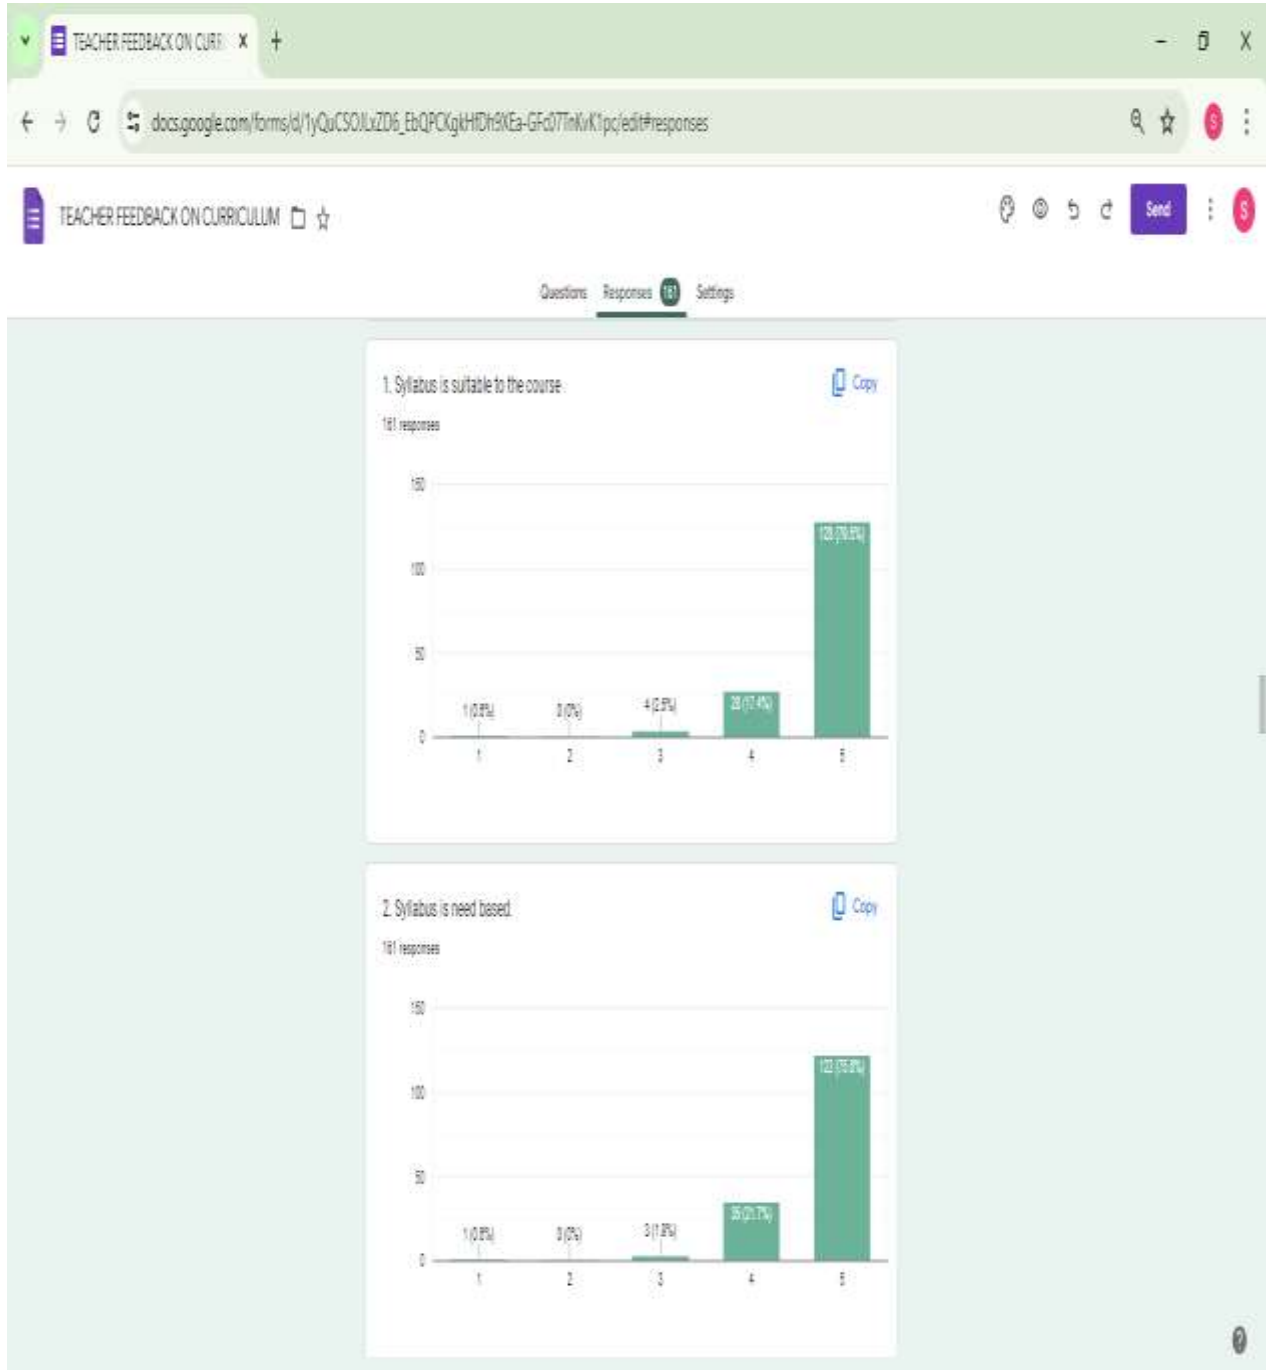 TEACHER FEEDBACK ON CURR
docs.google.com/forms/d/1yQuCSOJLxZD6_EbQPCKgkHfDh9XEa-GFc07TnKvK1pc/edit#responses
S
TEACHER FEEDBACK ON CURRICULUM
Send
S
Questions Responses 161 Settings
1. Syllabus is suitable to the course
Copy
161 responses
150
128 (79.5%)
100
50
1 (0.6%) 0 (0%) 4 (2.5%) 28 (17.4%)
0
1 2 3 4 5
2. Syllabus is need based.
Copy
161 responses
150
122 (75.8%)
100
50
1 (0.6%) 0 (0%) 3 (1.9%) 35 (21.7%)
0
1 2 3 4 5